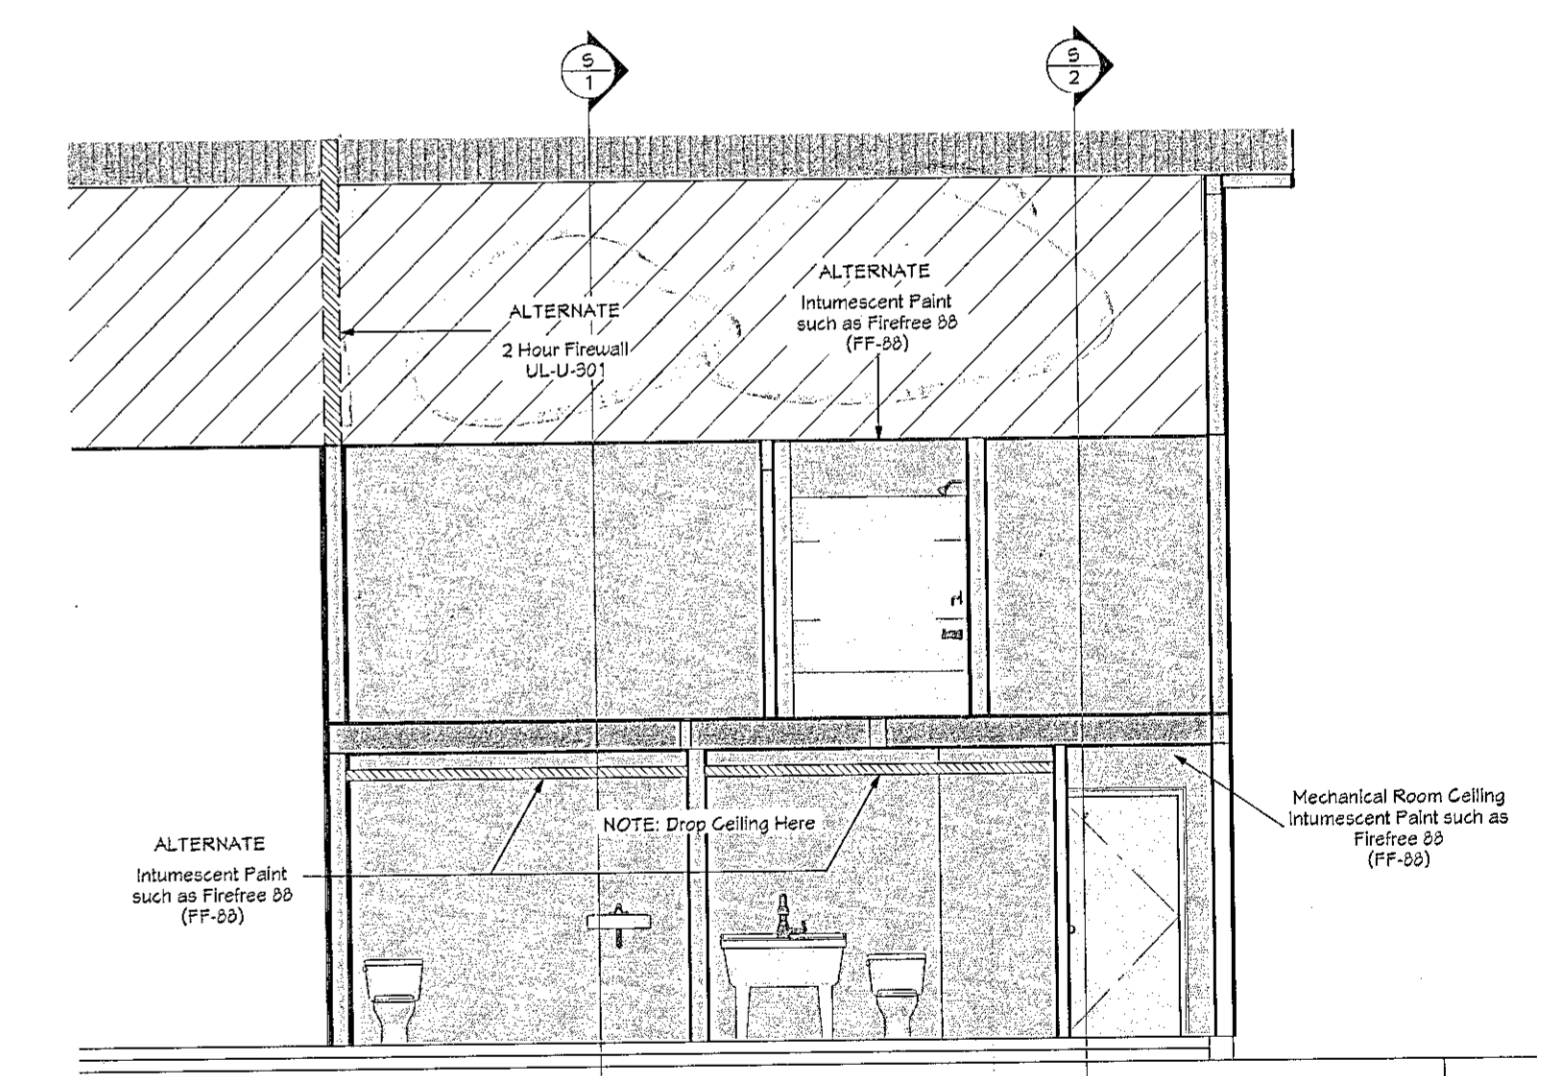 S
1
S
2
ALTERNATE
2 Hour Firewall
UL-U-301
ALTERNATE
Intumescent Paint
such as Firefree 88
(FF-88)
NOTE: Drop Ceiling Here
ALTERNATE
Intumescent Paint
such as Firefree 88
(FF-88)
Mechanical Room Ceiling
Intumescent Paint such as
Firefree 88
(FF-88)